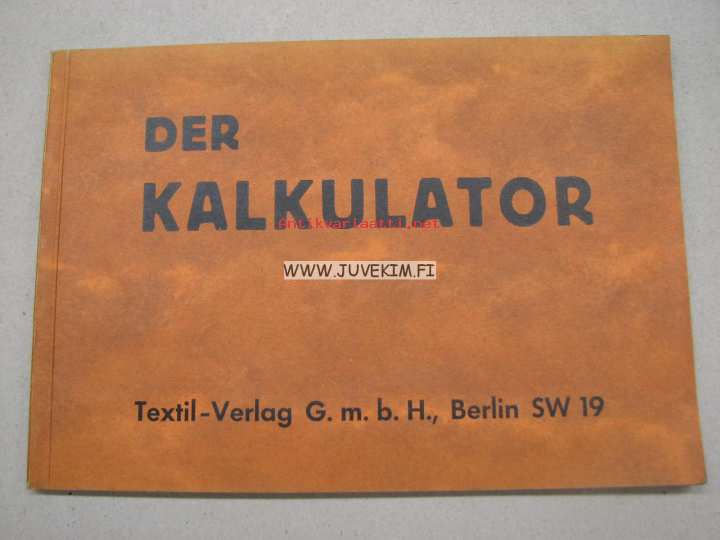 DER
KALKULATOR
antikvariaatti.net
WWW.JUVEKIM.FI
Textil-Verlag G. m. b. H., Berlin SW 19